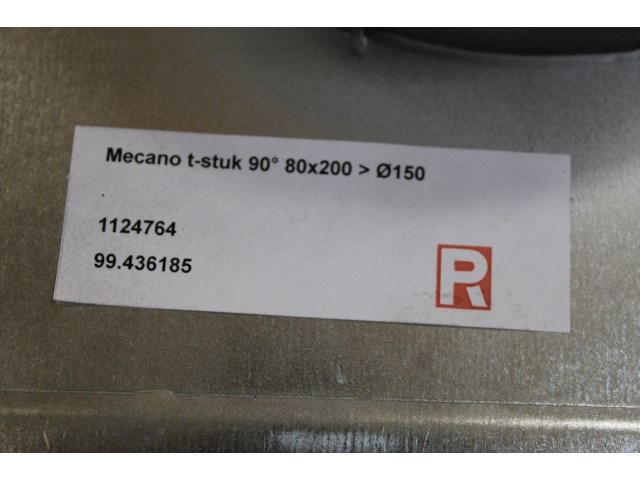 Mecano t-stuk 90° 80x200 > Ø150
1124764
99.436185
R